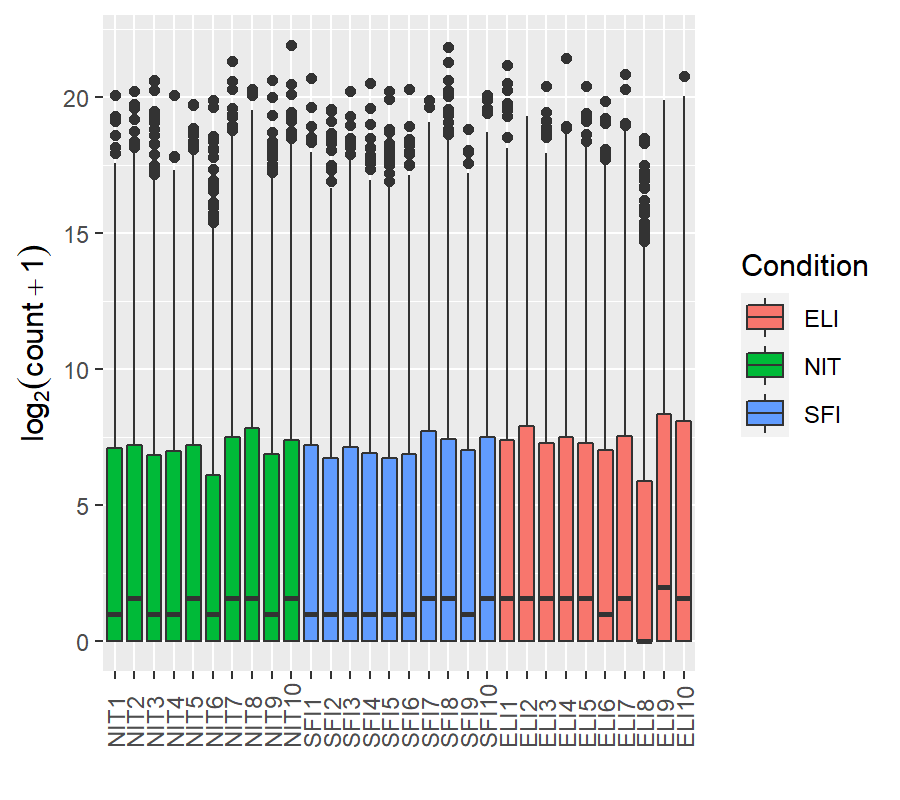 log₂(count + 1)
20
15
10
5
0
NIT1
NIT2
NIT3
NIT4
NIT5
NIT6
NIT7
NIT8
NIT9
NIT10
SFI1
SFI2
SFI3
SFI4
SFI5
SFI6
SFI7
SFI8
SFI9
SFI10
ELI1
ELI2
ELI3
ELI4
ELI5
ELI6
ELI7
ELI8
ELI9
ELI10
Condition
ELI
NIT
SFI